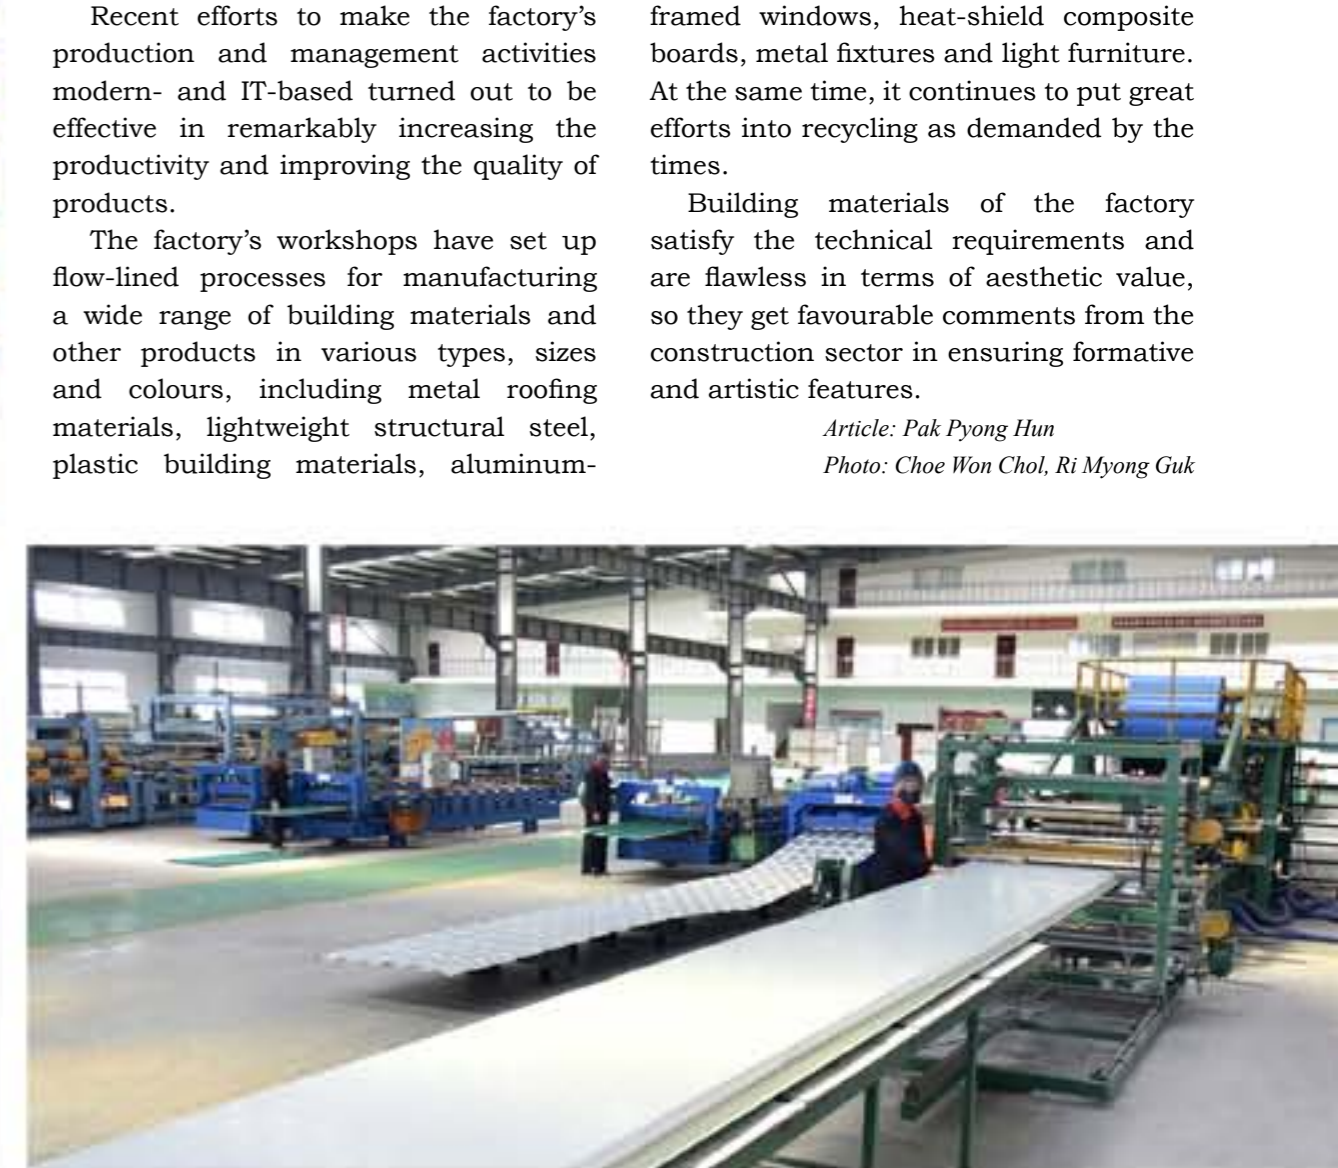 Recent efforts to make the factory’s
production and management activities
modern- and IT-based turned out to be
effective in remarkably increasing the
productivity and improving the quality of
products.
The factory’s workshops have set up
flow-lined processes for manufacturing
a wide range of building materials and
other products in various types, sizes
and colours, including metal roofing
materials, lightweight structural steel,
plastic building materials, aluminum-
framed windows, heat-shield composite
boards, metal fixtures and light furniture.
At the same time, it continues to put great
efforts into recycling as demanded by the
times.
Building materials of the factory
satisfy the technical requirements and
are flawless in terms of aesthetic value,
so they get favourable comments from the
construction sector in ensuring formative
and artistic features.
Article: Pak Pyong Hun
Photo: Choe Won Chol, Ri Myong Guk